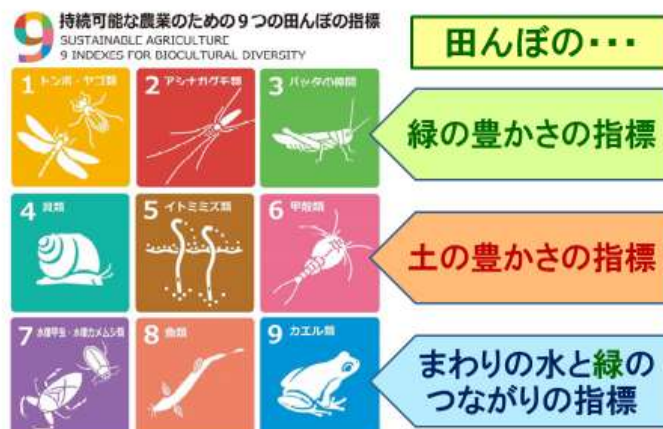 9 持続可能な農業のための9つの田んぼの指標
SUSTAINABLE AGRICULTURE
9 INDEXES FOR BIOCULTURAL DIVERSITY
田んぼの・・・
1 トンボ・ヤゴ類
2 アシナガグモ類
3 バッタの仲間
緑の豊かさの指標
4 貝類
5 イトミミズ類
6 甲殻類
土の豊かさの指標
7 水棲甲虫・水棲カメムシ類
8 魚類
9 カエル類
まわりの水と緑の
つながりの指標